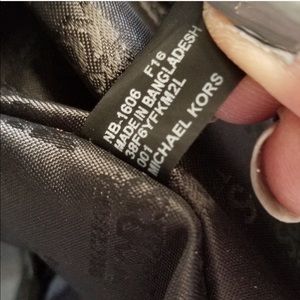 NB-1606 F16
MADE IN BANGLADESH
38F6YFKM2L
001
MICHAEL KORS